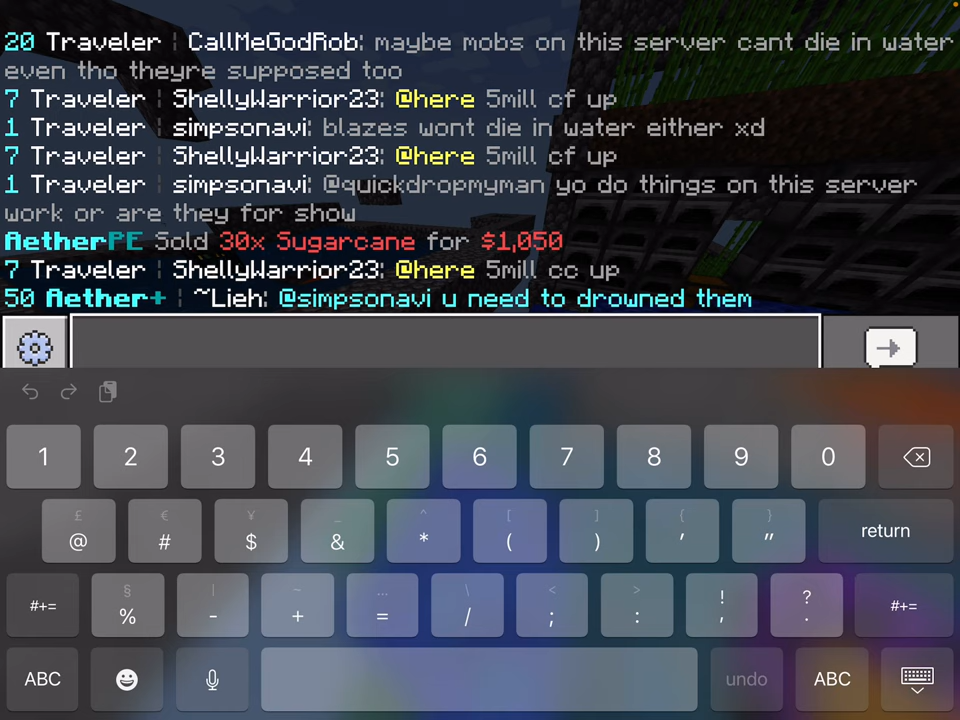 20 Traveler | CallMeGodRob: maybe mobs on this server cant die in water
even tho theyre supposed too
7 Traveler | ShellyWarrior23: @here 5mill cf up
1 Traveler | simpsonavi: blazes wont die in water either xd
7 Traveler | ShellyWarrior23: @here 5mill cf up
1 Traveler | simpsonavi: @quickdropmyman yo do things on this server
work or are they for show
AetherPE Sold 30x Sugarcane for $1,050
7 Traveler | ShellyWarrior23: @here 5mill cc up
50 Aether+ | ~Lieh: @simpsonavi u need to drowned them
1 2 3 4 5 6 7 8 9 0
£ € ¥ _ ^ [ ] { }
@ # $ & * ( ) ' " return
§ | ~ … \ < > ! ?
#+= % - + = / ; : , . #+=
ABC undo ABC